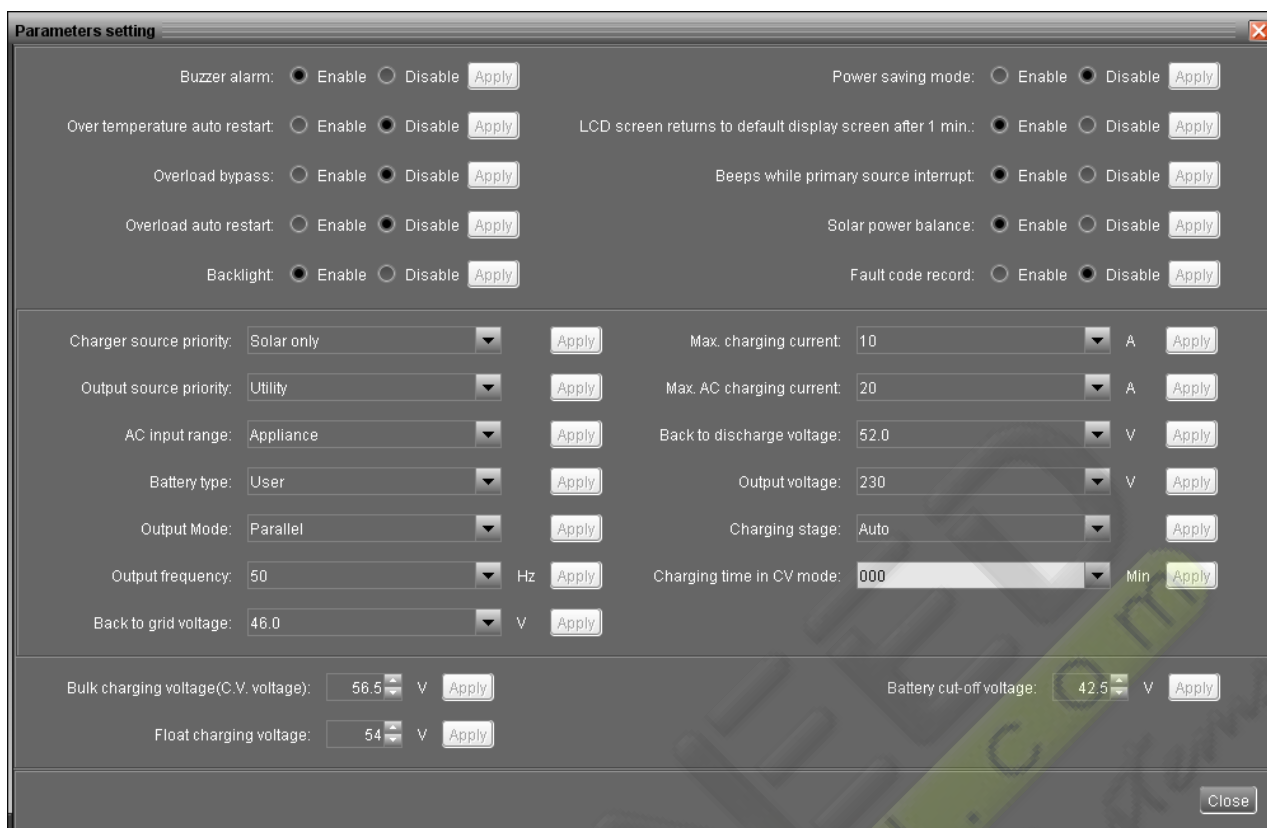 Parameters setting
Buzzer alarm: Enable Disable Apply
Power saving mode: Enable Disable Apply
Over temperature auto restart: Enable Disable Apply
LCD screen returns to default display screen after 1 min.: Enable Disable Apply
Overload bypass: Enable Disable Apply
Beeps while primary source interrupt: Enable Disable Apply
Overload auto restart: Enable Disable Apply
Solar power balance: Enable Disable Apply
Backlight: Enable Disable Apply
Fault code record: Enable Disable Apply
Charger source priority: Solar only Apply
Max. charging current: 10 A Apply
Output source priority: Utility Apply
Max. AC charging current: 20 A Apply
AC input range: Appliance Apply
Back to discharge voltage: 52.0 V Apply
Battery type: User Apply
Output voltage: 230 V Apply
Output Mode: Parallel Apply
Charging stage: Auto Apply
Output frequency: 50 Hz Apply
Charging time in CV mode: 000 Min Apply
Back to grid voltage: 46.0 V Apply
Bulk charging voltage(C.V. voltage): 56.5 V Apply
Battery cut-off voltage: 42.5 V Apply
Float charging voltage: 54 V Apply
Close